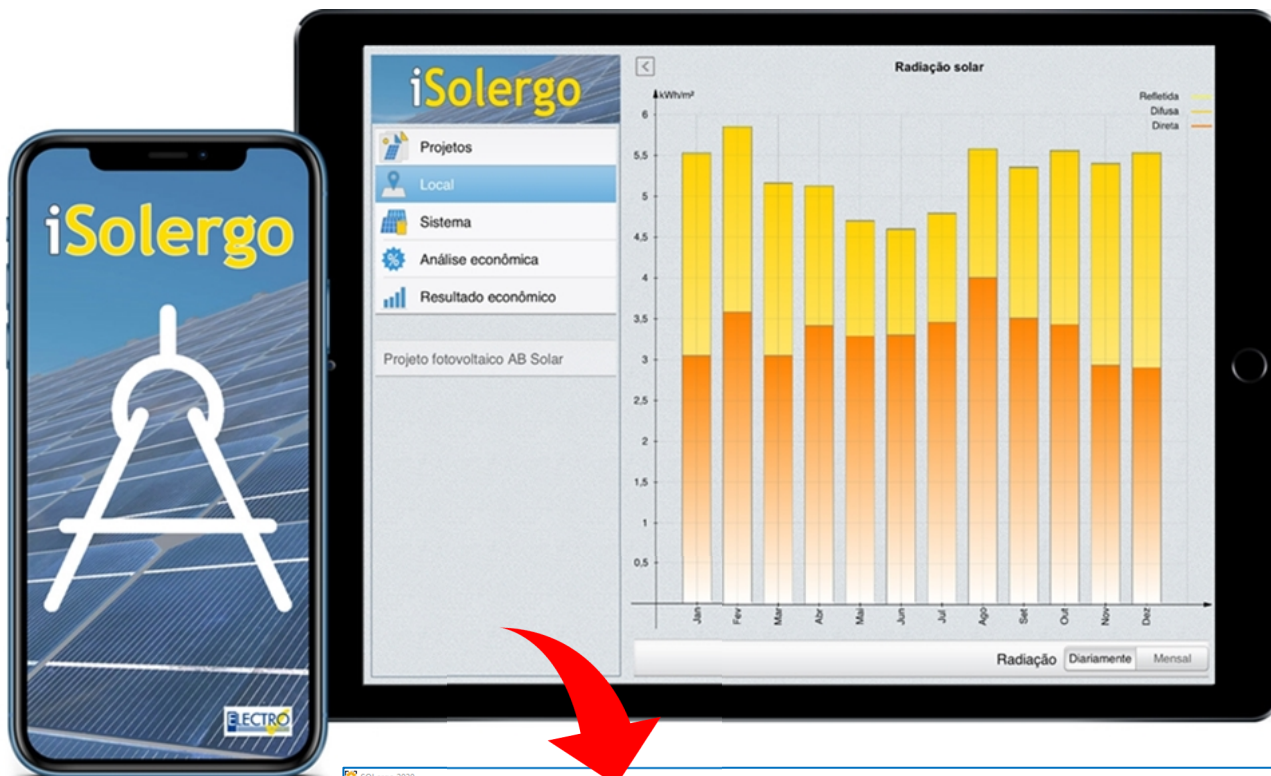 iSolergo
ELECTRO
iSolergo
Projetos
Local
Sistema
Análise econômica
Resultado econômico
Projeto fotovoltaico AB Solar
Radiação solar
kWh/m²
Refletida
Difusa
Direta
6
5,5
5
4,5
4
3,5
3
2,5
2
1,5
1
0,5
Jan
Fev
Mar
Abr
Mai
Jun
Jul
Ago
Set
Out
Nov
Dez
Radiação Diariamente Mensal